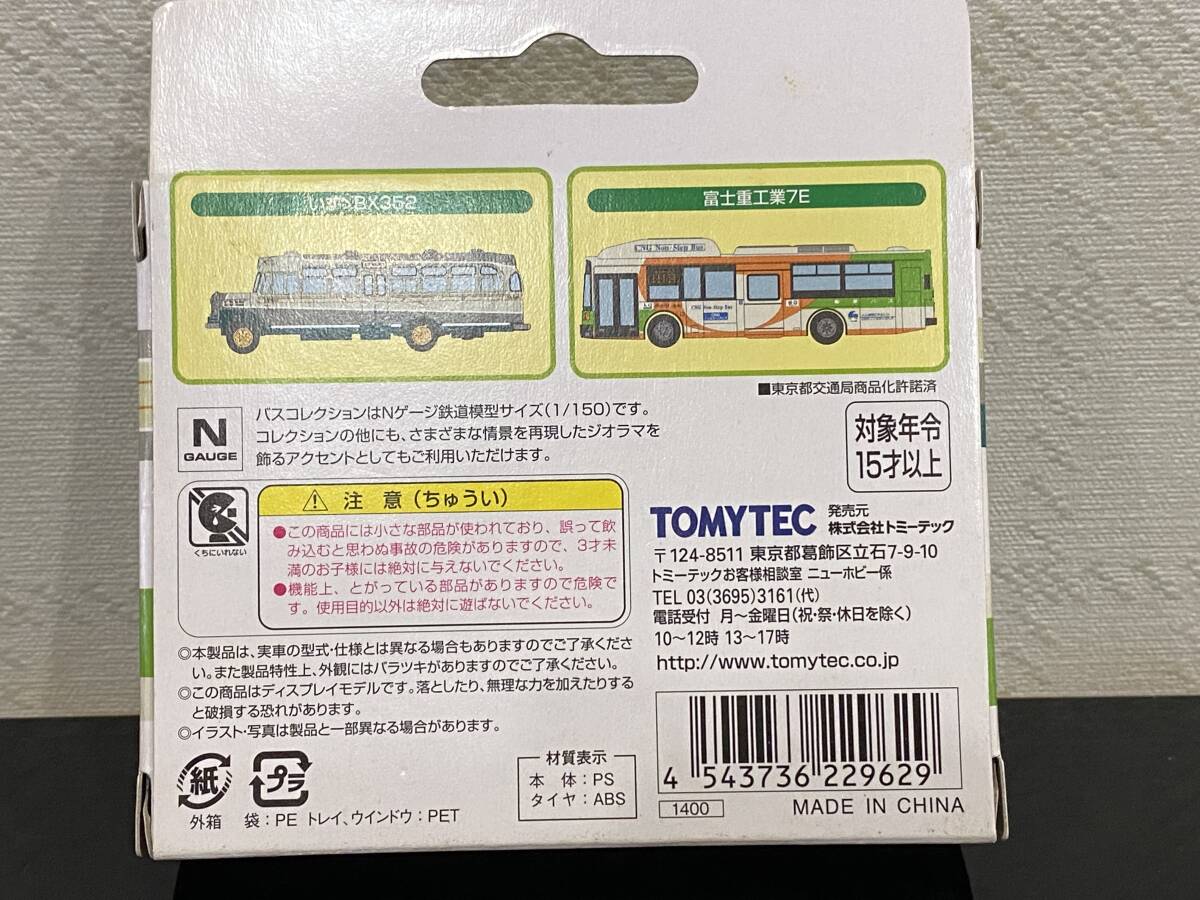 いすゞBX352
富士重工業7E
CNG Non-Step Bus
CNG Non-Step Bus
■東京都交通局商品化許諾済
N
GAUGE
バスコレクションはNゲージ鉄道模型サイズ(1/150)です。
コレクションの他にも、さまざまな情景を再現したジオラマを
飾るアクセントとしてもご利用いただけます。
対象年令
15才以上
くちにいれない
注 意 (ちゅうい)
●この商品には小さな部品が使われており、誤って飲
み込むと思わぬ事故の危険がありますので、3才未
満のお子様には絶対に与えないでください。
●機能上、とがっている部品がありますので危険で
す。使用目的以外は絶対に遊ばないでください。
TOMYTEC 発売元 株式会社トミーテック
〒124-8511 東京都葛飾区立石7-9-10
トミーテックお客様相談室 ニューホビー係
TEL 03(3695)3161(代)
電話受付 月〜金曜日(祝・祭・休日を除く)
10〜12時 13〜17時
http://www.tomytec.co.jp
◎本製品は、実車の型式・仕様とは異なる場合もありますのでご了承くださ
い。また製品特性上、外観にはバラツキがありますのでご了承ください。
◎この商品はディスプレイモデルです。落としたり、無理な力を加えたりする
と破損する恐れがあります。
◎イラスト・写真は製品と一部異なる場合があります。
紙
プラ
外箱 袋:PE トレイ、ウインドウ:PET
材質表示
本 体:PS
タイヤ:ABS
4 543736 229629
1400
MADE IN CHINA